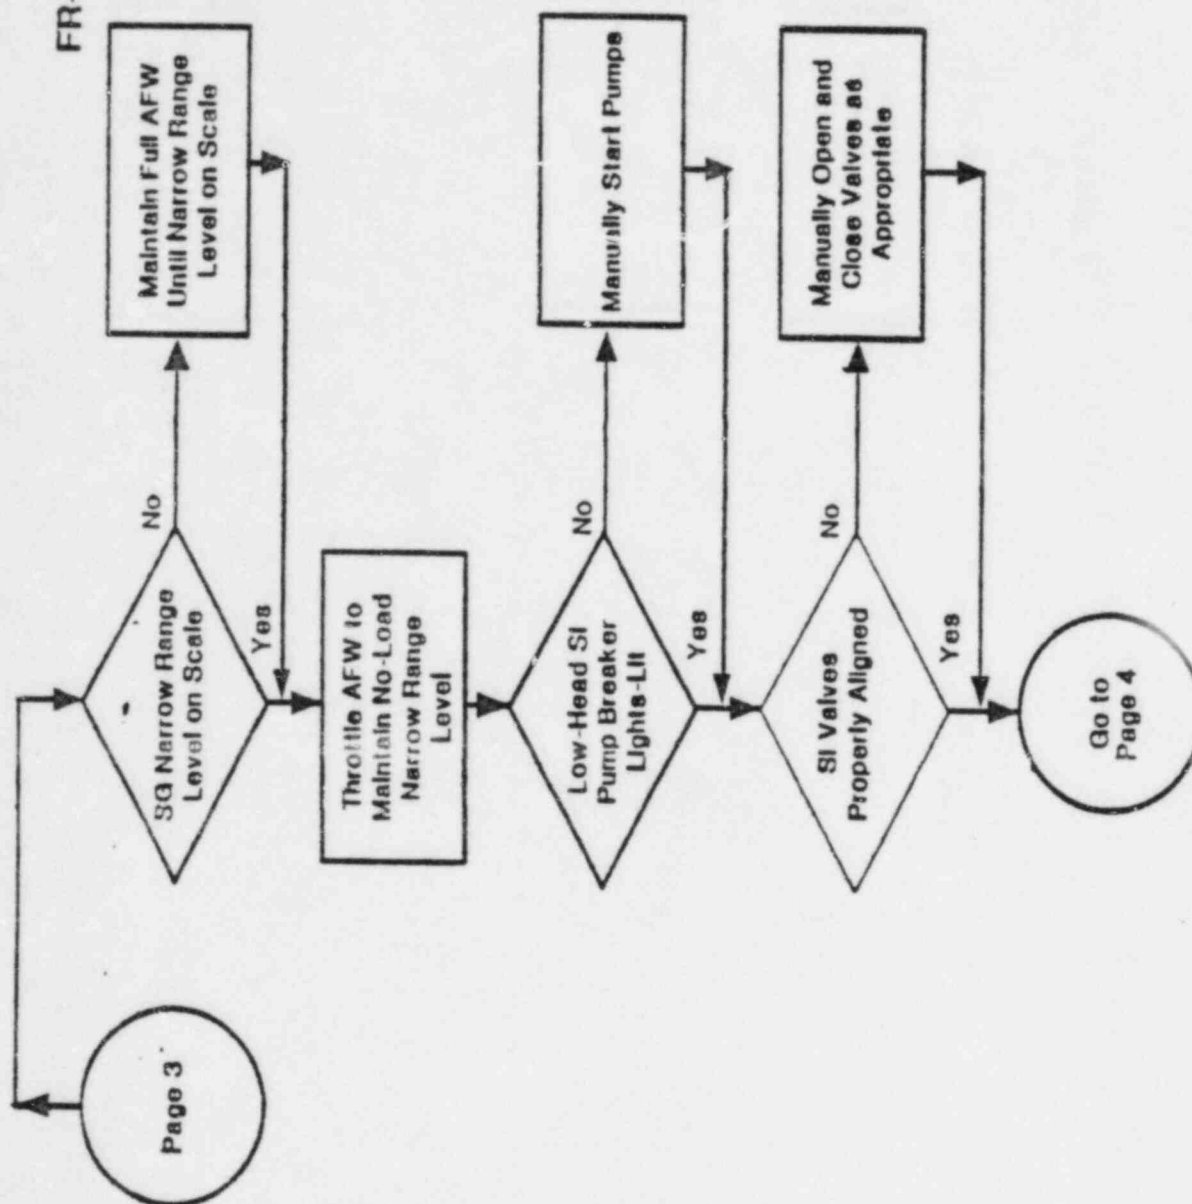 FR-
Page 3
SG Narrow Range
Level on Scale
No
Maintain Full AFW
Until Narrow Range
Level on Scale
Yes
Throttle AFW to
Maintain No-Load
Narrow Range
Level
Low-Head SI
Pump Breaker
Lights-Lit
No
Manually Start Pumps
Yes
SI Valves
Properly Aligned
No
Manually Open and
Close Valves as
Appropriate
Yes
Go to
Page 4